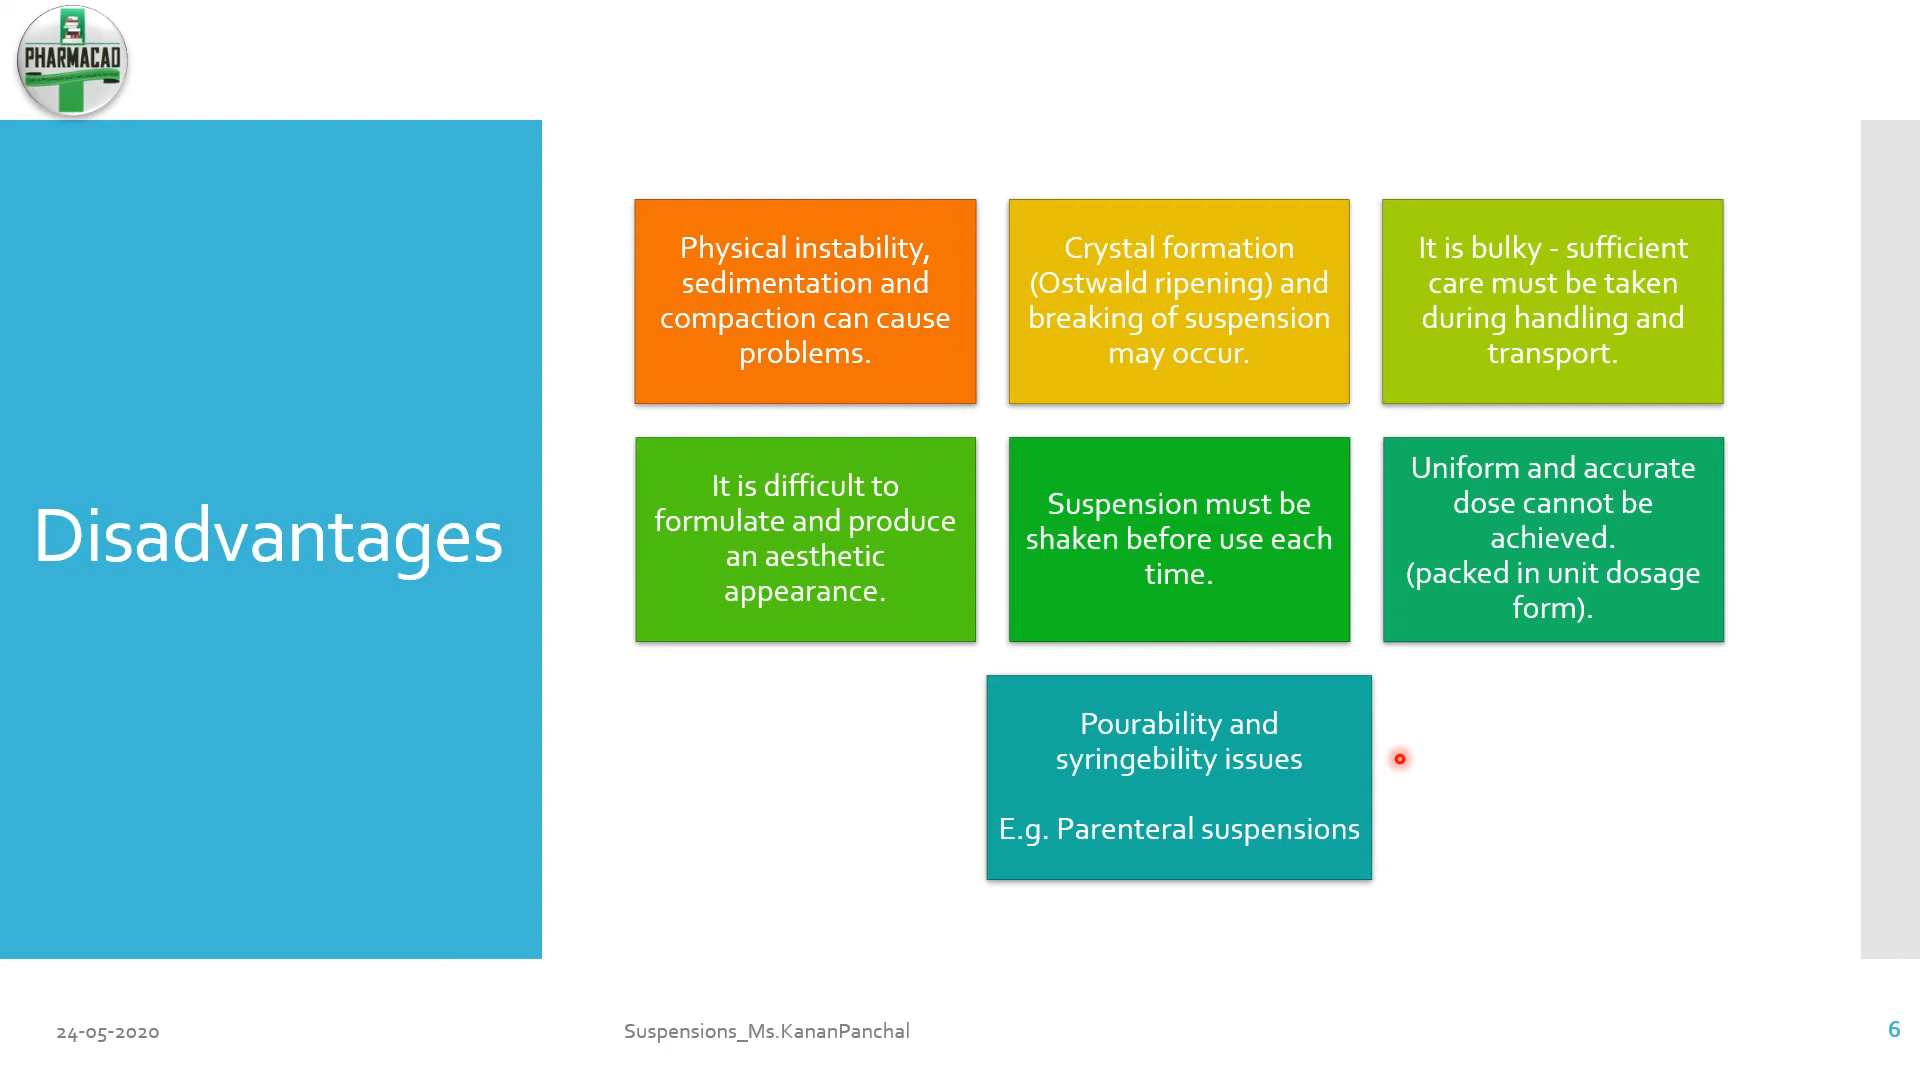 PHARMACAD
Disadvantages
Physical instability,
sedimentation and
compaction can cause
problems.
Crystal formation
(Ostwald ripening) and
breaking of suspension
may occur.
It is bulky - sufficient
care must be taken
during handling and
transport.
It is difficult to
formulate and produce
an aesthetic
appearance.
Suspension must be
shaken before use each
time.
Uniform and accurate
dose cannot be
achieved.
(packed in unit dosage
form).
Pourability and
syringebility issues
E.g. Parenteral suspensions
24-05-2020
Suspensions_Ms.KananPanchal
6